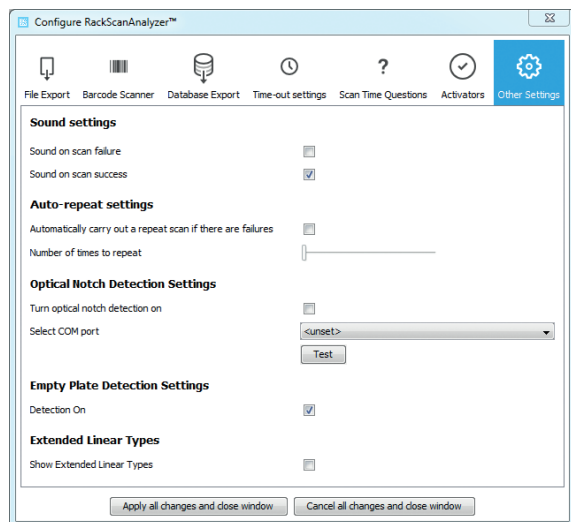 Configure RackScanAnalyzer™
?
File Export Barcode Scanner Database Export Time-out settings Scan Time Questions Activators Other Settings
Sound settings
Sound on scan failure
Sound on scan success
Auto-repeat settings
Automatically carry out a repeat scan if there are failures
Number of times to repeat
Optical Notch Detection Settings
Turn optical notch detection on
Select COM port <unset>
Test
Empty Plate Detection Settings
Detection On
Extended Linear Types
Show Extended Linear Types
Apply all changes and close window Cancel all changes and close window